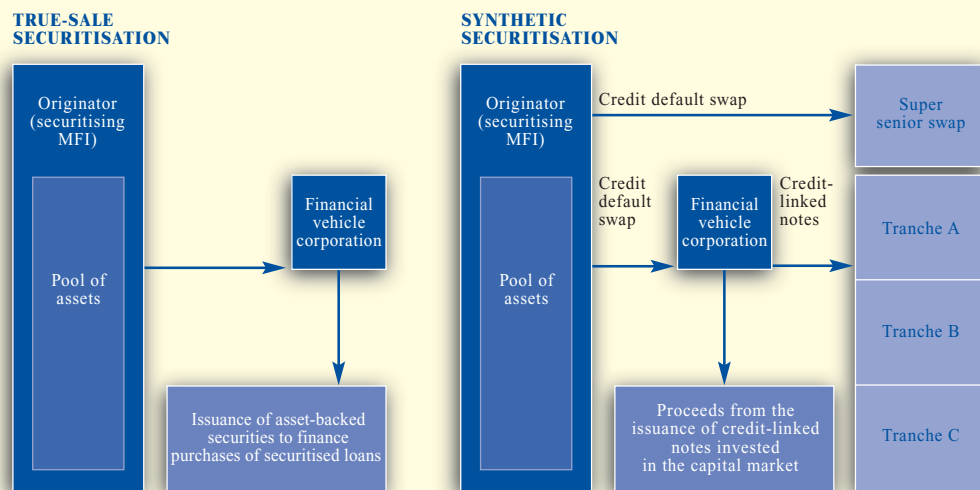 TRUE-SALE
SECURITISATION
Originator
(securitising
MFI)
Pool of
assets
Financial
vehicle
corporation
Issuance of asset-backed
securities to finance
purchases of securitised loans
SYNTHETIC
SECURITISATION
Originator
(securitising
MFI)
Pool of
assets
Credit default swap
Super
senior swap
Credit
default
swap
Financial
vehicle
corporation
Credit-
linked
notes
Proceeds from the
issuance of credit-linked
notes invested
in the capital market
Tranche A
Tranche B
Tranche C